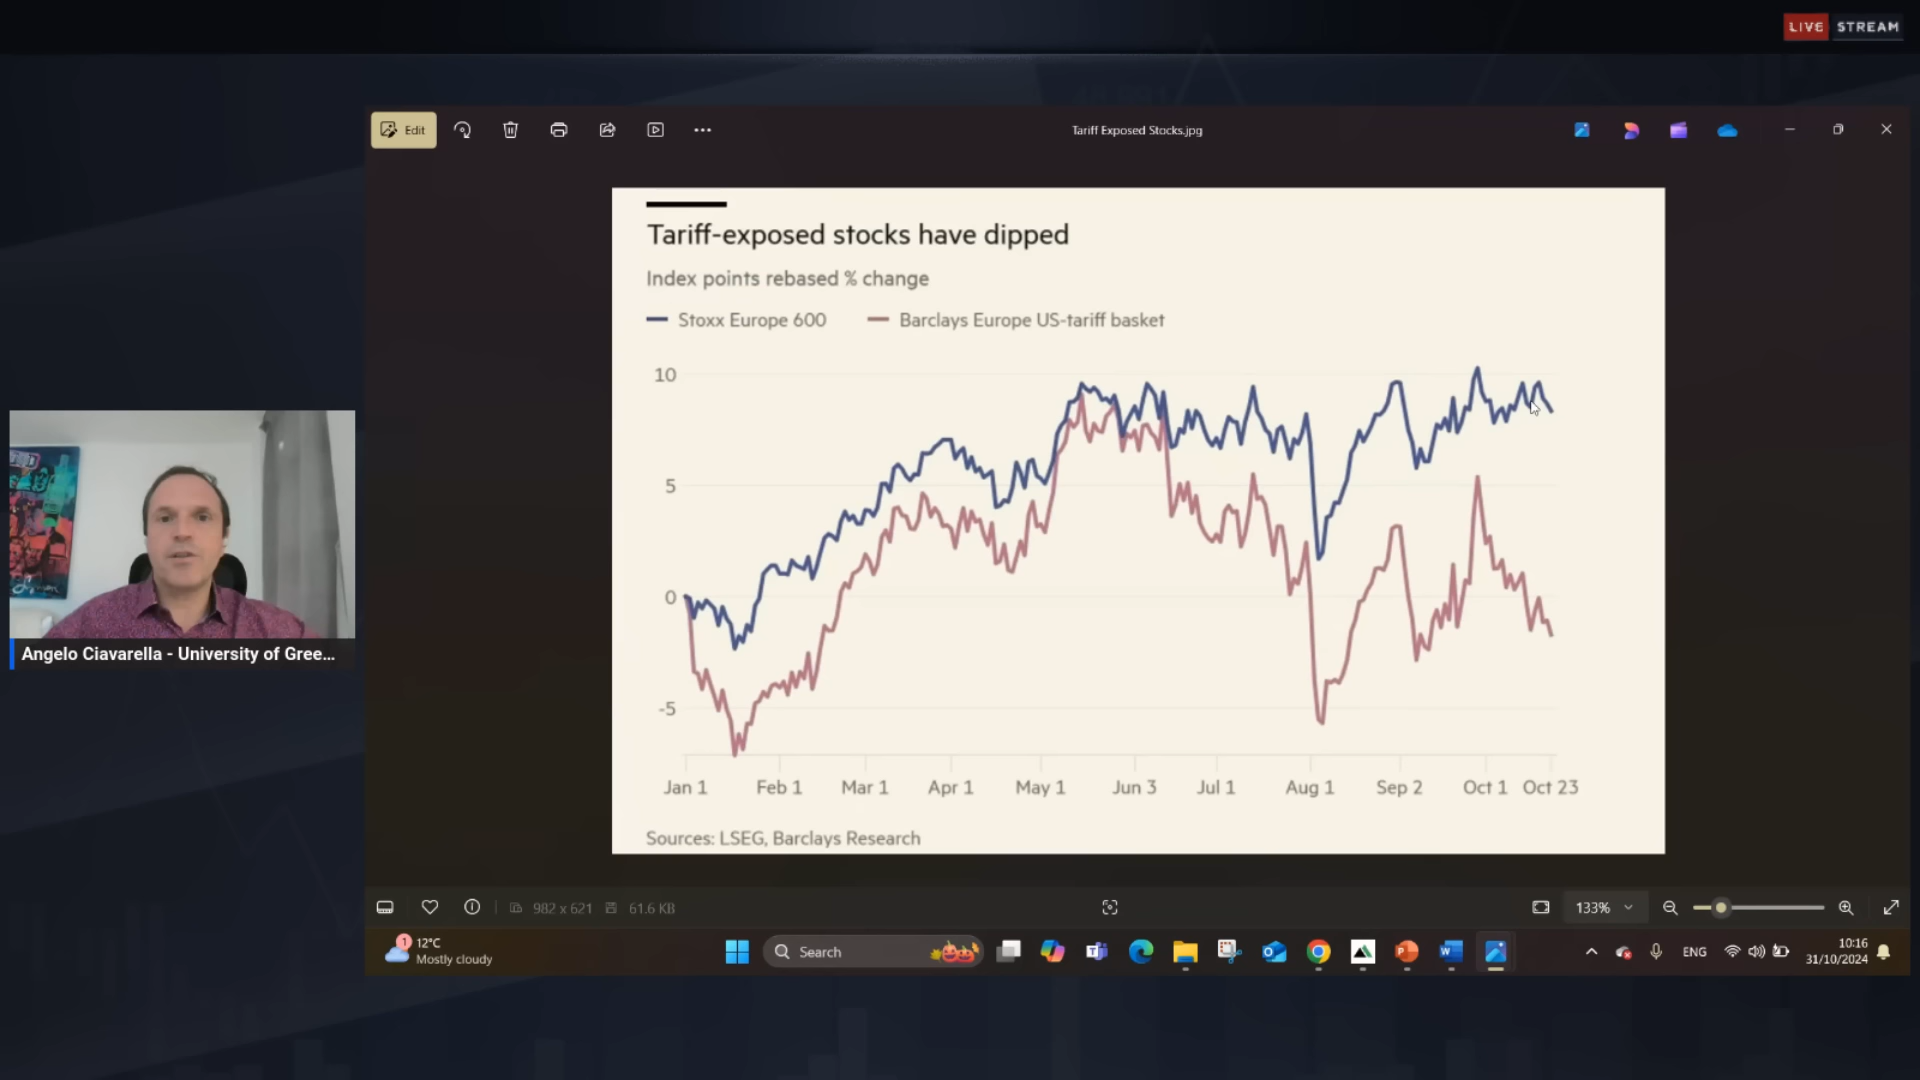 LIVE STREAM
Edit
Tariff Exposed Stocks.jpg
Tariff-exposed stocks have dipped
Index points rebased % change
Stoxx Europe 600
Barclays Europe US-tariff basket
10
5
0
-5
Jan 1
Feb 1
Mar 1
Apr 1
May 1
Jun 3
Jul 1
Aug 1
Sep 2
Oct 1
Oct 23
Sources: LSEG, Barclays Research
Angelo Ciavarella - University of Gree...
982 x 621
61.6 KB
133%
1
12°C
Mostly cloudy
Search
ENG
10:16
31/10/2024